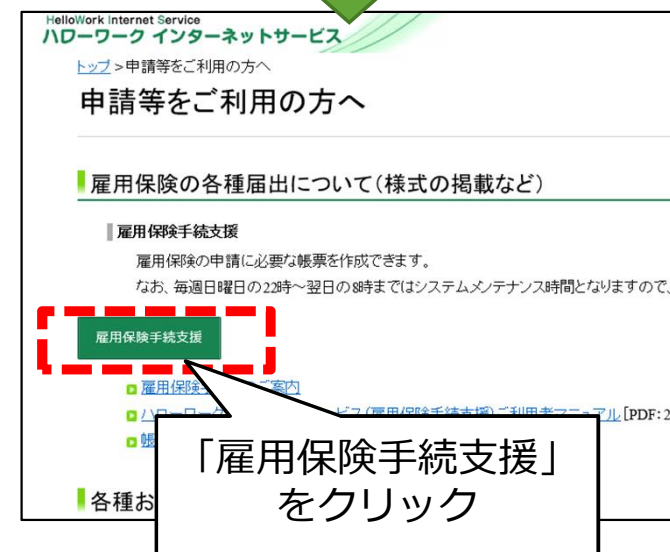 HelloWork Internet Service
ハローワーク インターネットサービス
トップ >申請等をご利用の方へ
申請等をご利用の方へ
雇用保険の各種届出について(様式の掲載など)
雇用保険手続支援
雇用保険の申請に必要な帳票を作成できます。
なお、毎週日曜日の22時～翌日の8時まではシステムメンテナンス時間となりますので、
雇用保険手続支援
雇用保険 ご案内
ハローワーク ビス(雇用保険手続支援)ご利用者マニュアル[PDF:2
帳
各種お
「雇用保険手続支援」
をクリック